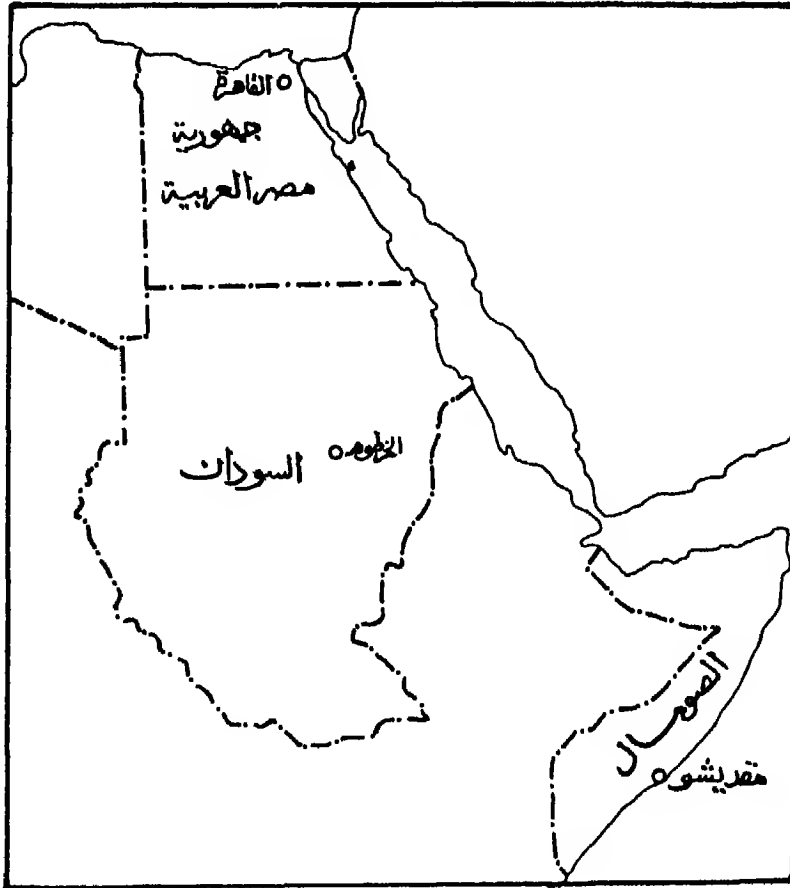 القاهرة
جمهورية
مصر العربية
الخرطوم
السودان
الصومال
مقديشو